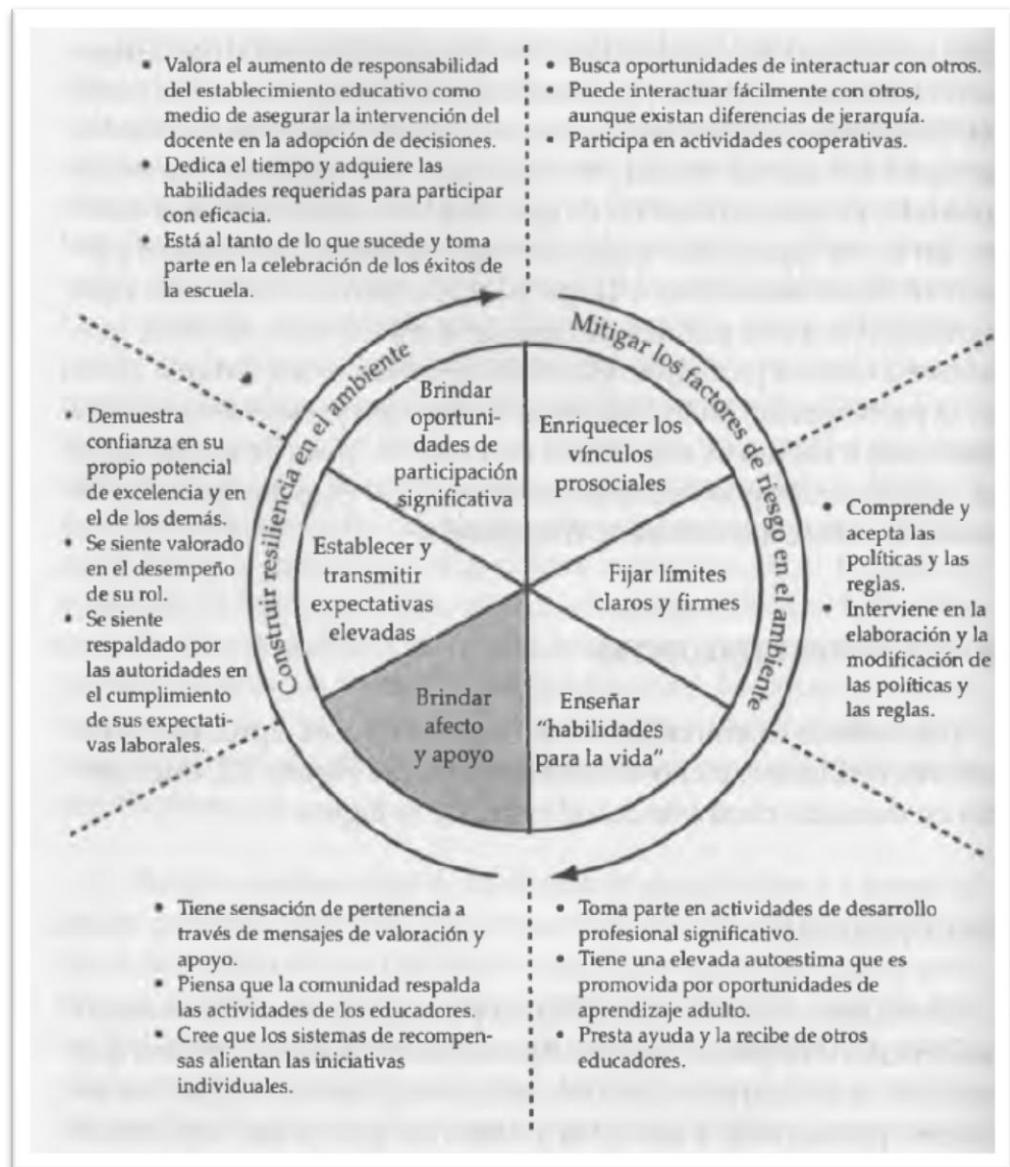 • Valora el aumento de responsabilidad
del establecimiento educativo como
medio de asegurar la intervención del
docente en la adopción de decisiones.
• Dedica el tiempo y adquiere las
habilidades requeridas para participar
con eficacia.
• Está al tanto de lo que sucede y toma
parte en la celebración de los éxitos de
la escuela.
• Busca oportunidades de interactuar con otros.
• Puede interactuar fácilmente con otros,
aunque existan diferencias de jerarquía.
• Participa en actividades cooperativas.
Construir resiliencia en el ambiente
Mitigar los factores de riesgo en el ambiente
Brindar
oportuni-
dades de
participación
significativa
Enriquecer los
vínculos
prosociales
• Demuestra
confianza en su
propio potencial
de excelencia y en
el de los demás.
• Se siente valorado
en el desempeño
de su rol.
• Se siente
respaldado por
las autoridades en
el cumplimiento
de sus expectati-
vas laborales.
Establecer y
transmitir
expectativas
elevadas
Fijar límites
claros y firmes
• Comprende y
acepta las
políticas y las
reglas.
• Interviene en la
elaboración y la
modificación de
las políticas y
las reglas.
Brindar
afecto
y apoyo
Enseñar
“habilidades
para la vida”
• Tiene sensación de pertenencia a
través de mensajes de valoración y
apoyo.
• Piensa que la comunidad respalda
las actividades de los educadores.
• Cree que los sistemas de recompen-
sas alientan las iniciativas
individuales.
• Toma parte en actividades de desarrollo
profesional significativo.
• Tiene una elevada autoestima que es
promovida por oportunidades de
aprendizaje adulto.
• Presta ayuda y la recibe de otros
educadores.